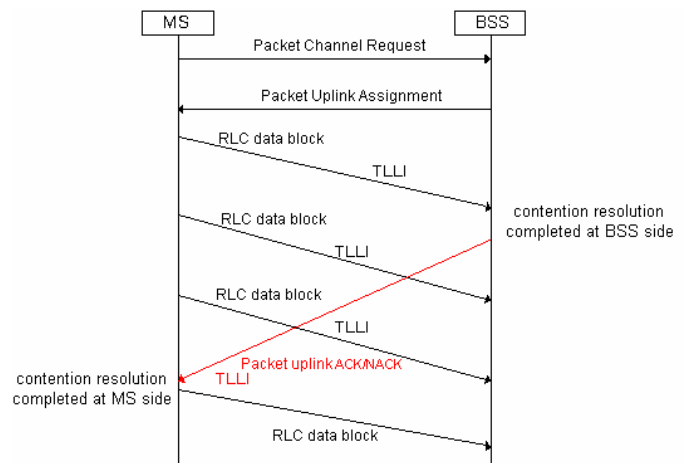 MS
BSS
Packet Channel Request
Packet Uplink Assignment
RLC data block
TLLI
contention resolution
completed at BSS side
RLC data block
TLLI
RLC data block
TLLI
Packet uplink ACK/NACK
TLLI
contention resolution
completed at MS side
RLC data block